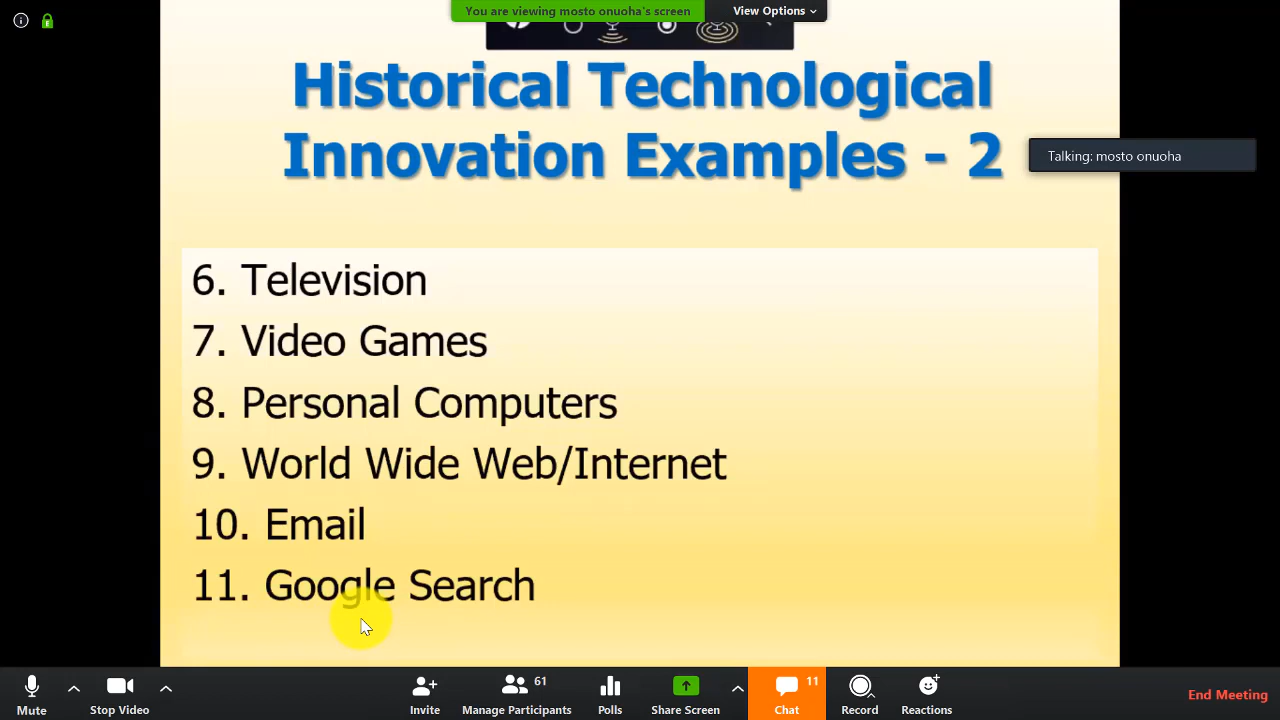 You are viewing mosto onuoha's screen
View Options
Historical Technological
Innovation Examples - 2
Talking: mosto onuoha
6. Television
7. Video Games
8. Personal Computers
9. World Wide Web/Internet
10. Email
11. Google Search
Mute
Stop Video
Invite
61
Manage Participants
Polls
Share Screen
11
Chat
Record
Reactions
End Meeting